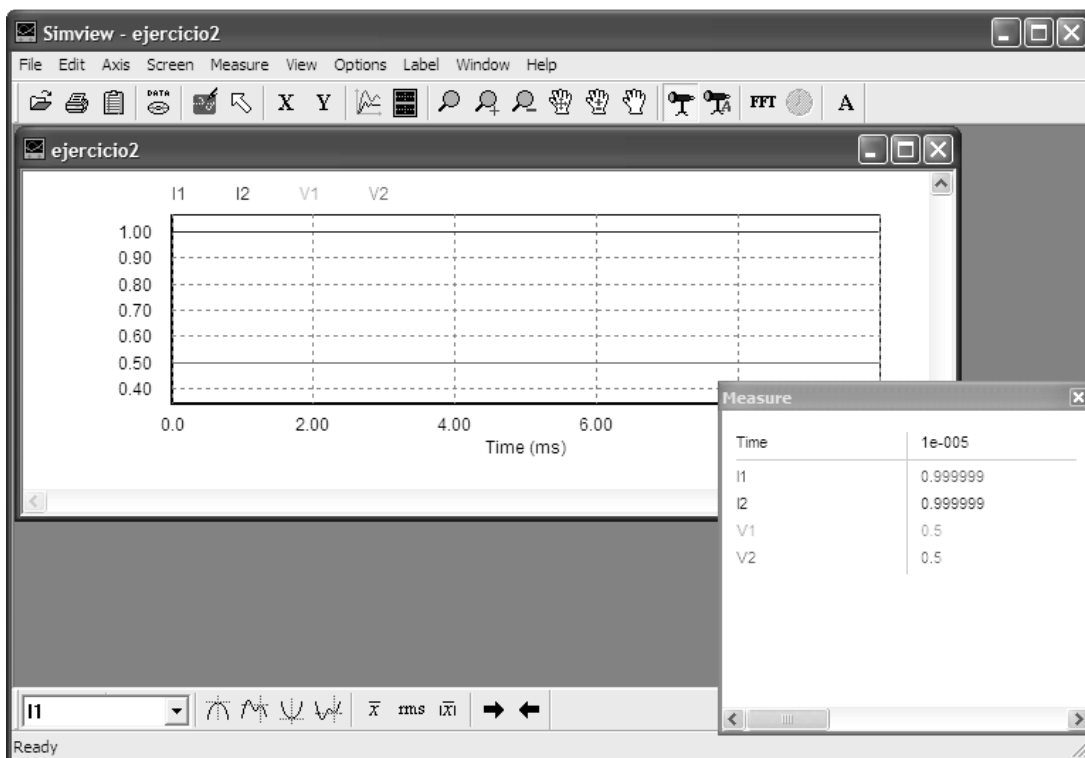 Simview - ejercicio2
File Edit Axis Screen Measure View Options Label Window Help
DATA X Y A FFT A
ejercicio2
I1 I2 V1 V2
1.00
0.90
0.80
0.70
0.60
0.50
0.40
0.0 2.00 4.00 6.00
Time (ms)
Measure
Time 1e-005
I1 0.999999
I2 0.999999
V1 0.5
V2 0.5
I1 x rms |x|
Ready